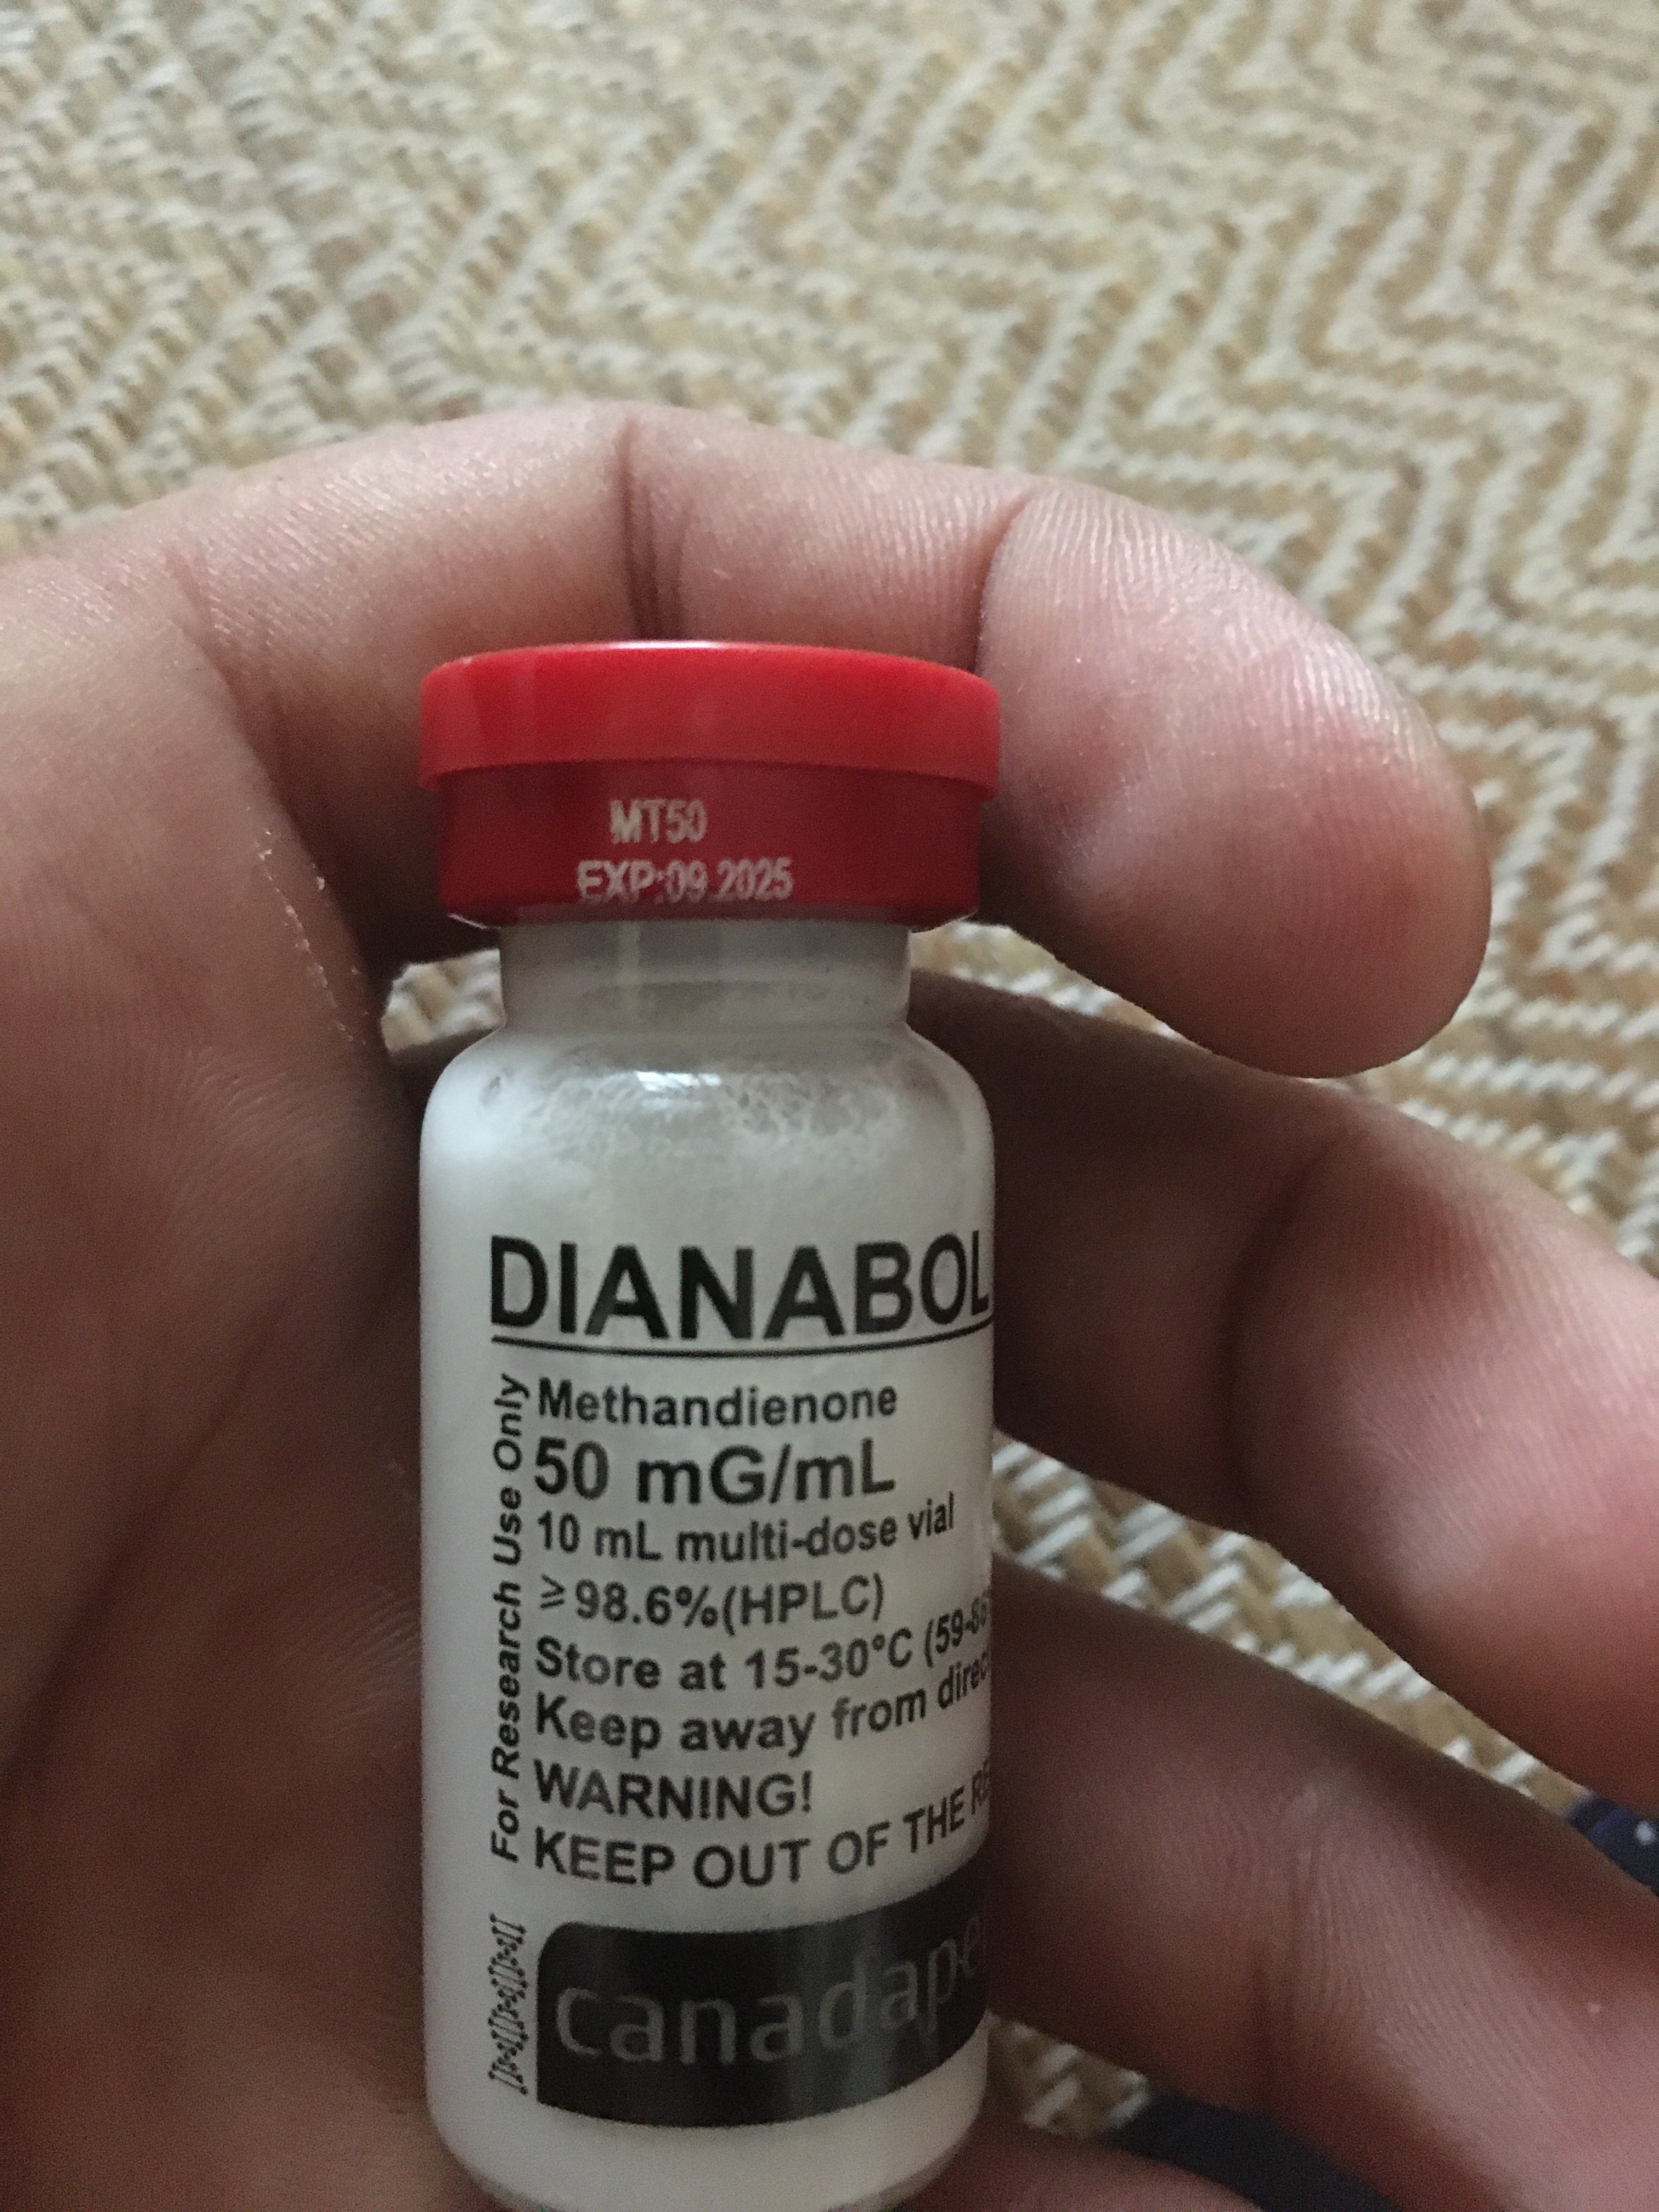 MT50
EXP:09.2025
DIANABOL
For Research Use Only
Methandienone
50 mG/mL
10 mL multi-dose vial
≥98.6%(HPLC)
Store at 15-30°C
Keep away from
WARNING!
KEEP OUT OF THE